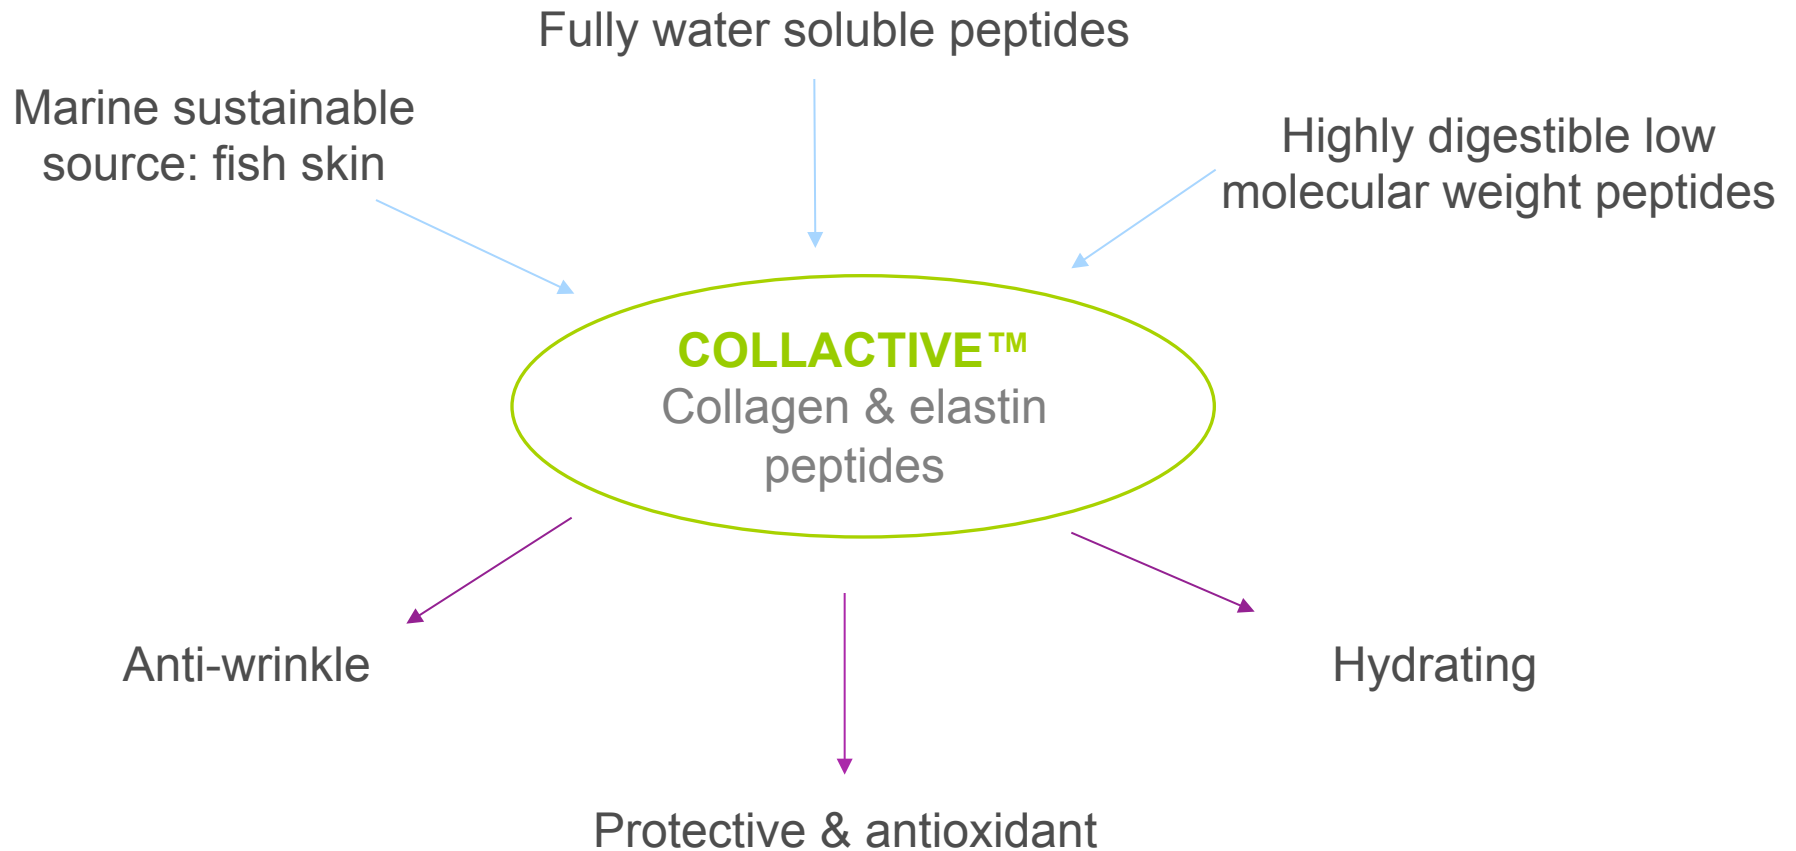 Fully water soluble peptides
Marine sustainable
source: fish skin
Highly digestible low
molecular weight peptides
COLLACTIVE™
Collagen & elastin
peptides
Anti-wrinkle
Hydrating
Protective & antioxidant